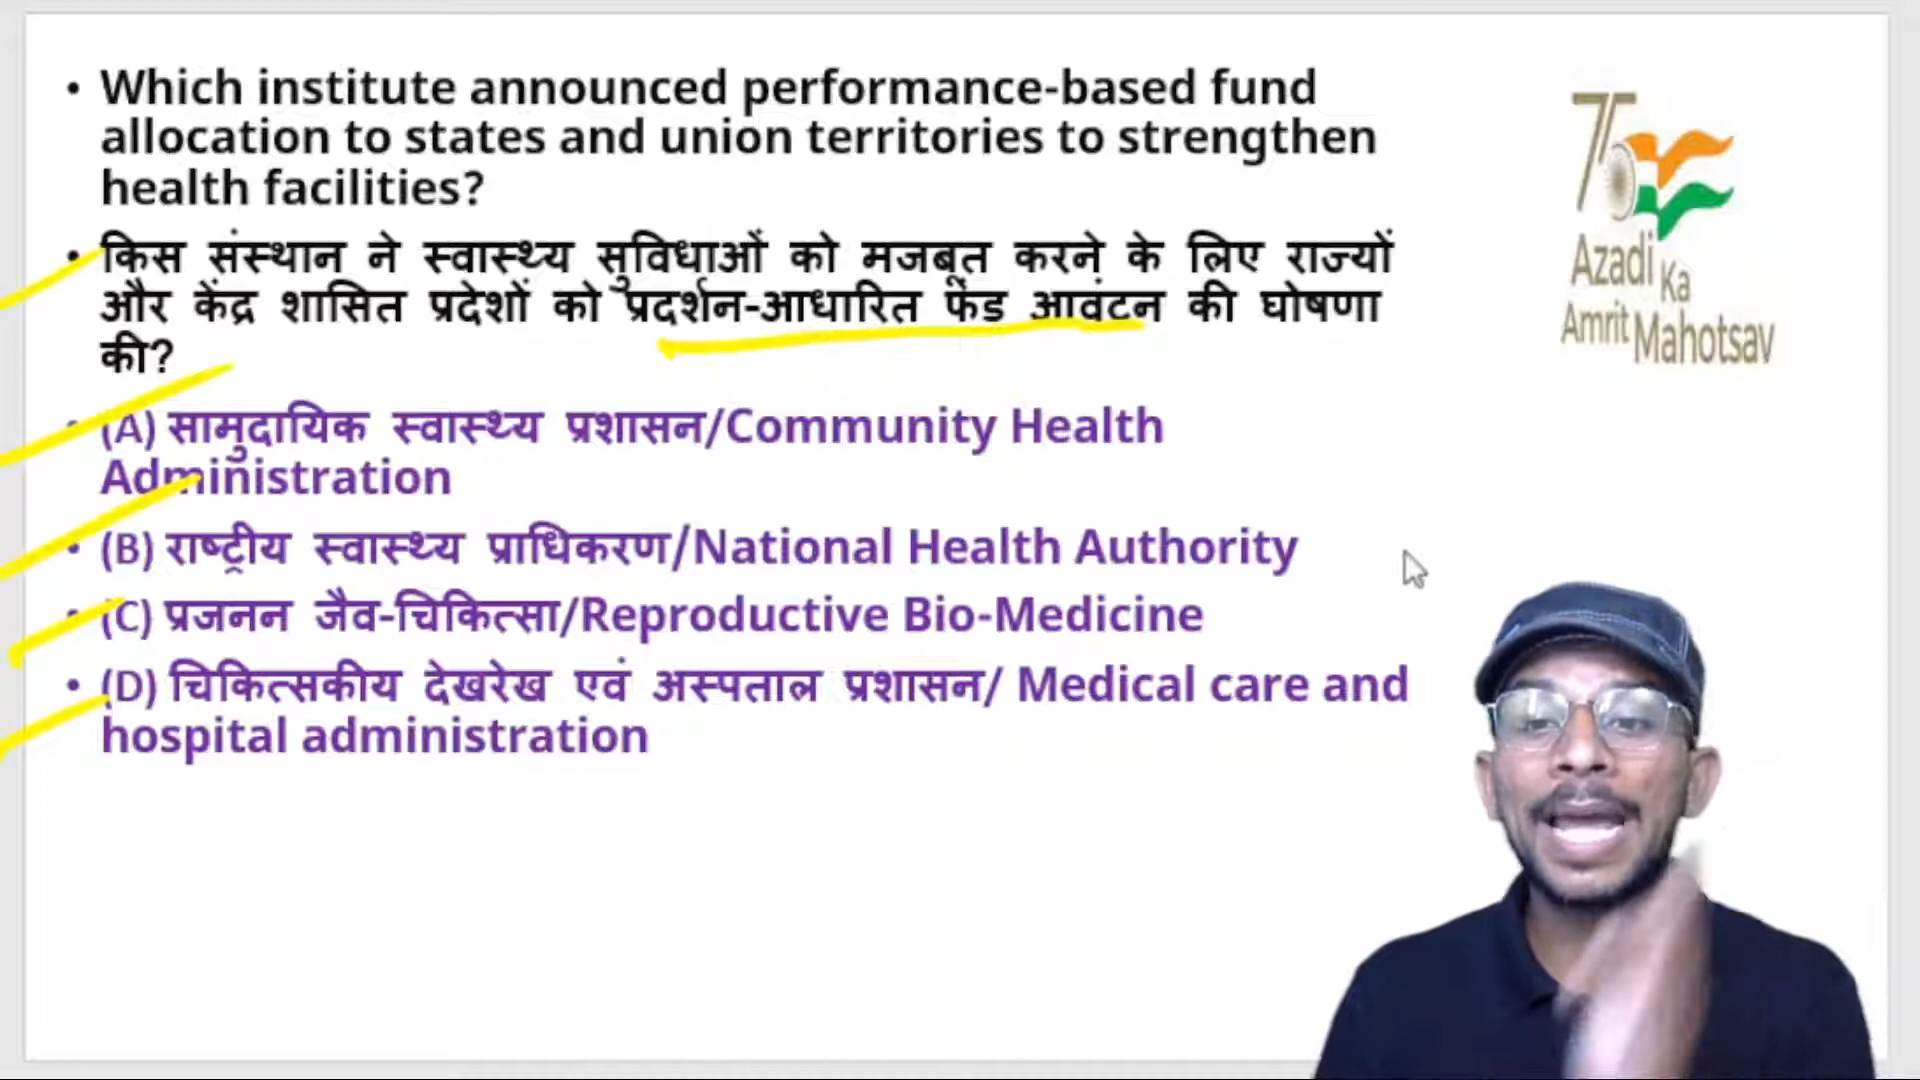 • Which institute announced performance-based fund
allocation to states and union territories to strengthen
health facilities?
• किस संस्थान ने स्वास्थ्य सुविधाओं को मजबूत करने के लिए राज्यों
और केंद्र शासित प्रदेशों को प्रदर्शन-आधारित फंड आवंटन की घोषणा
की?
• (A) सामुदायिक स्वास्थ्य प्रशासन/Community Health
Administration
• (B) राष्ट्रीय स्वास्थ्य प्राधिकरण/National Health Authority
• (C) प्रजनन जैव-चिकित्सा/Reproductive Bio-Medicine
• (D) चिकित्सकीय देखरेख एवं अस्पताल प्रशासन/ Medical care and
hospital administration
75
Azadi Ka
Amrit Mahotsav